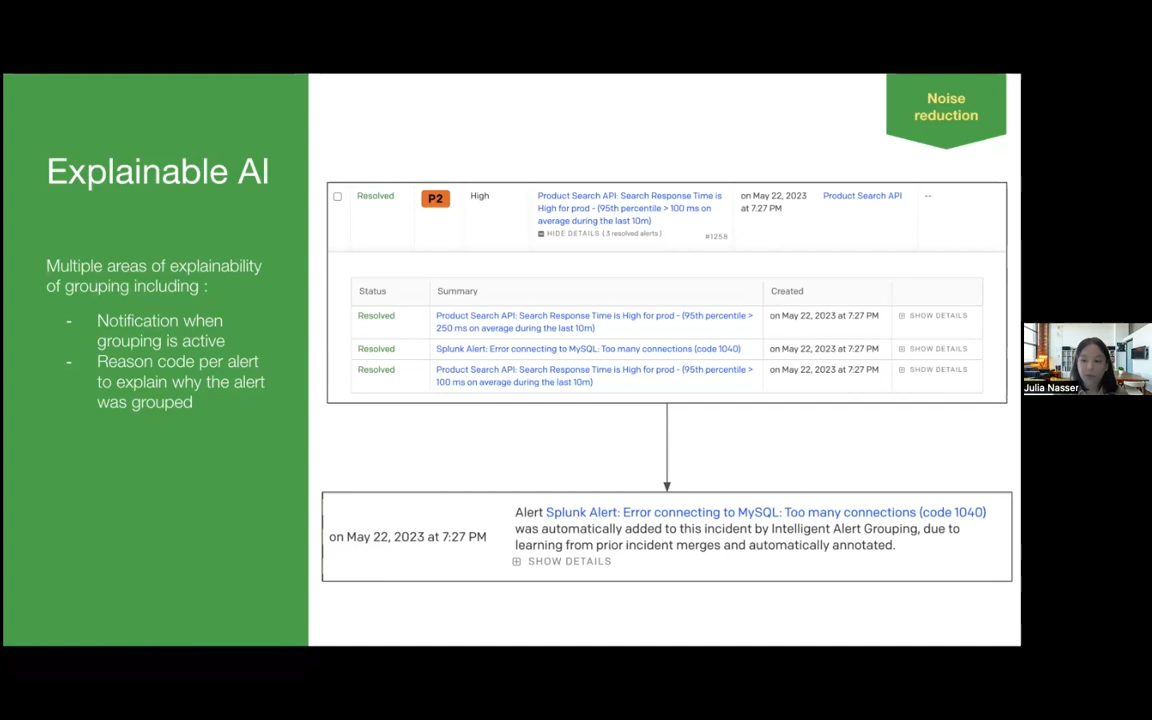 Noise
reduction
Explainable AI
Multiple areas of explainability
of grouping including :
- Notification when
grouping is active
- Reason code per alert
to explain why the alert
was grouped
Resolved
P2
High
Product Search API: Search Response Time is
High for prod - (95th percentile > 100 ms on
average during the last 10m)
HIDE DETAILS (3 resolved alerts)
#1258
on May 22, 2023
at 7:27 PM
Product Search API
--
Status Summary Created
Resolved Product Search API: Search Response Time is High for prod - (95th percentile > on May 22, 2023 at 7:27 PM SHOW DETAILS
250 ms on average during the last 10m)
Resolved Splunk Alert: Error connecting to MySQL: Too many connections (code 1040) on May 22, 2023 at 7:27 PM SHOW DETAILS
Resolved Product Search API: Search Response Time is High for prod - (95th percentile > on May 22, 2023 at 7:27 PM SHOW DETAILS
100 ms on average during the last 10m)
on May 22, 2023 at 7:27 PM
Alert Splunk Alert: Error connecting to MySQL: Too many connections (code 1040)
was automatically added to this incident by Intelligent Alert Grouping, due to
learning from prior incident merges and automatically annotated.
SHOW DETAILS
Julia Nasser